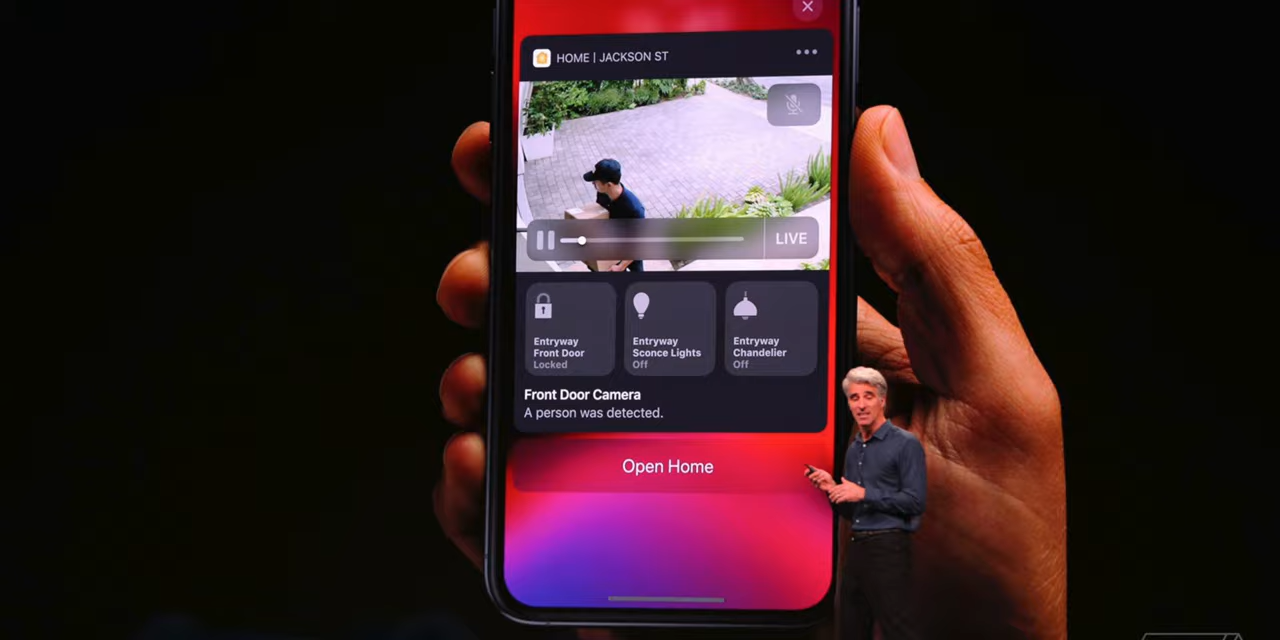 HOME | JACKSON ST
LIVE
Entryway
Front Door
Locked
Entryway
Sconce Lights
Off
Entryway
Chandelier
Off
Front Door Camera
A person was detected.
Open Home